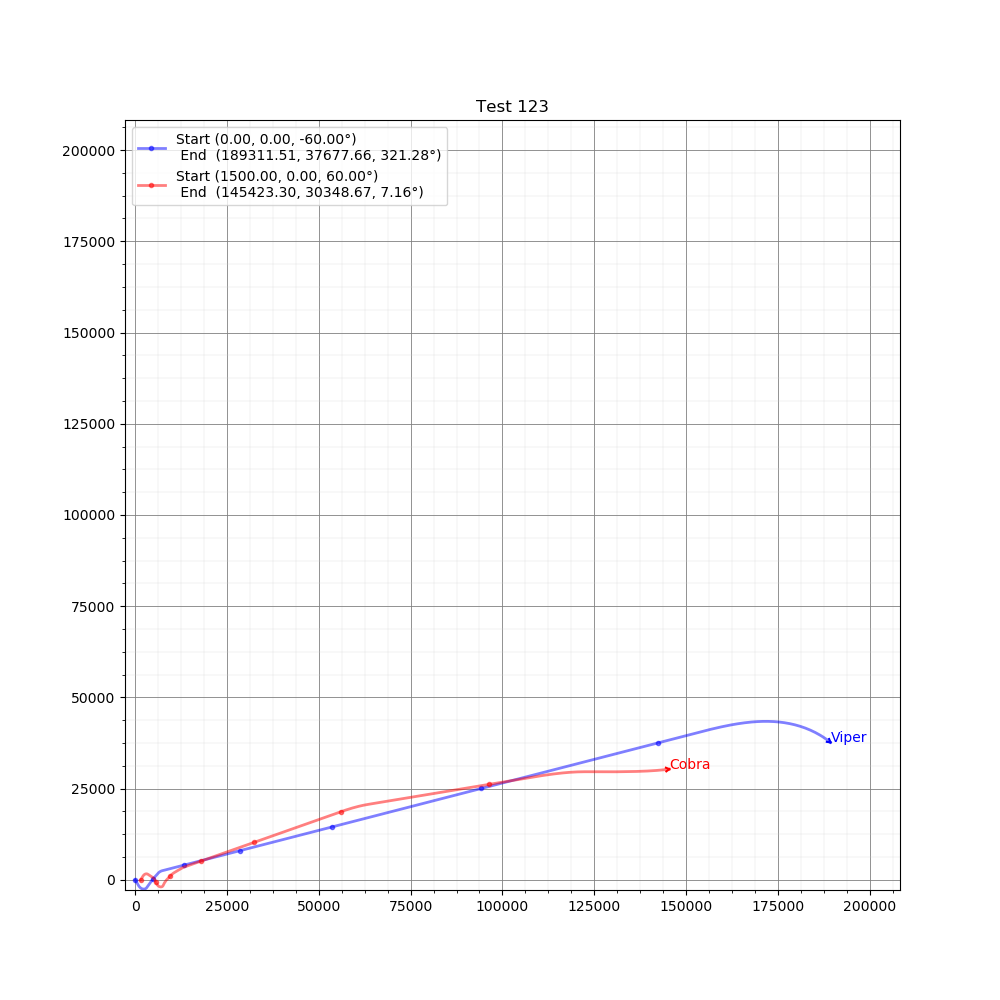 Test 123
Start (0.00, 0.00, -60.00°)
End  (189311.51, 37677.66, 321.28°)
Start (1500.00, 0.00, 60.00°)
End  (145423.30, 30348.67, 7.16°)
200000
175000
150000
125000
100000
75000
50000
25000
0
Viper
Cobra
0 25000 50000 75000 100000 125000 150000 175000 200000